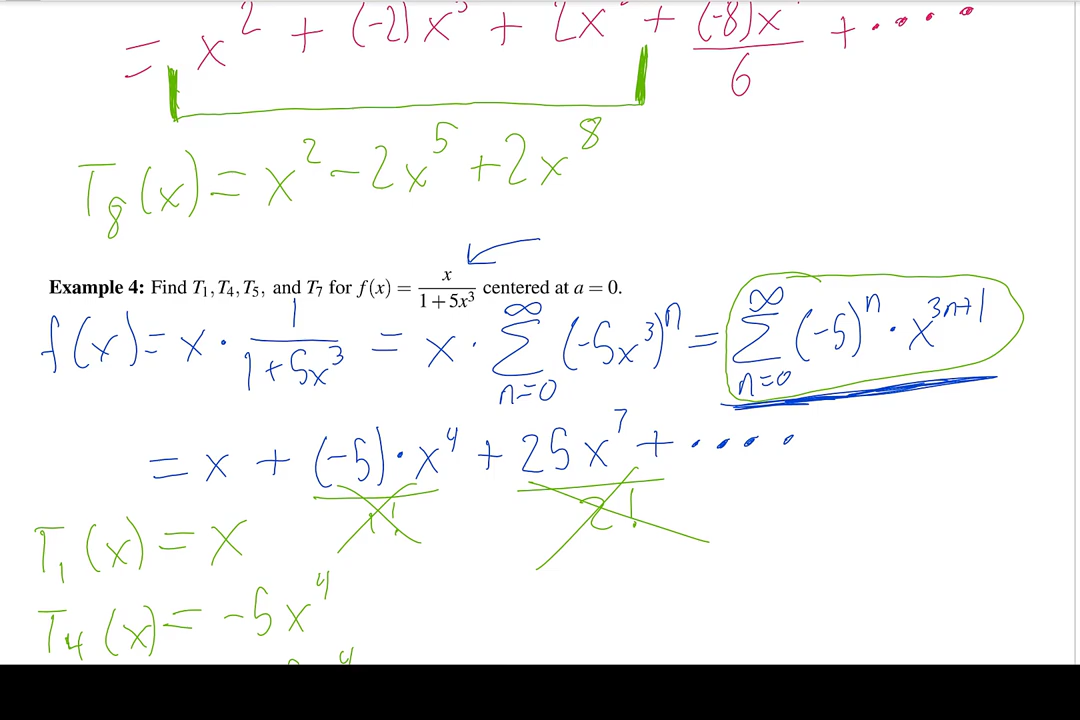 = x^2 + (-2)x^5 + 2x + (-8)x/6 + ....
T_8(x) = x^2 - 2x^5 + 2x^8
Example 4: Find T_1, T_4, T_5, and T_7 for f(x) = x/(1+5x^3) centered at a = 0.
f(x) = x · 1/(1+5x^3) = x · ∑_{n=0}^{∞} (-5x^3)^n = ∑_{n=0}^{∞} (-5)^n · x^{3n+1}
= x + (-5)·x^4/1! + 25x^7/2! + ....
T_1(x) = x
T_4(x) = -5x^4